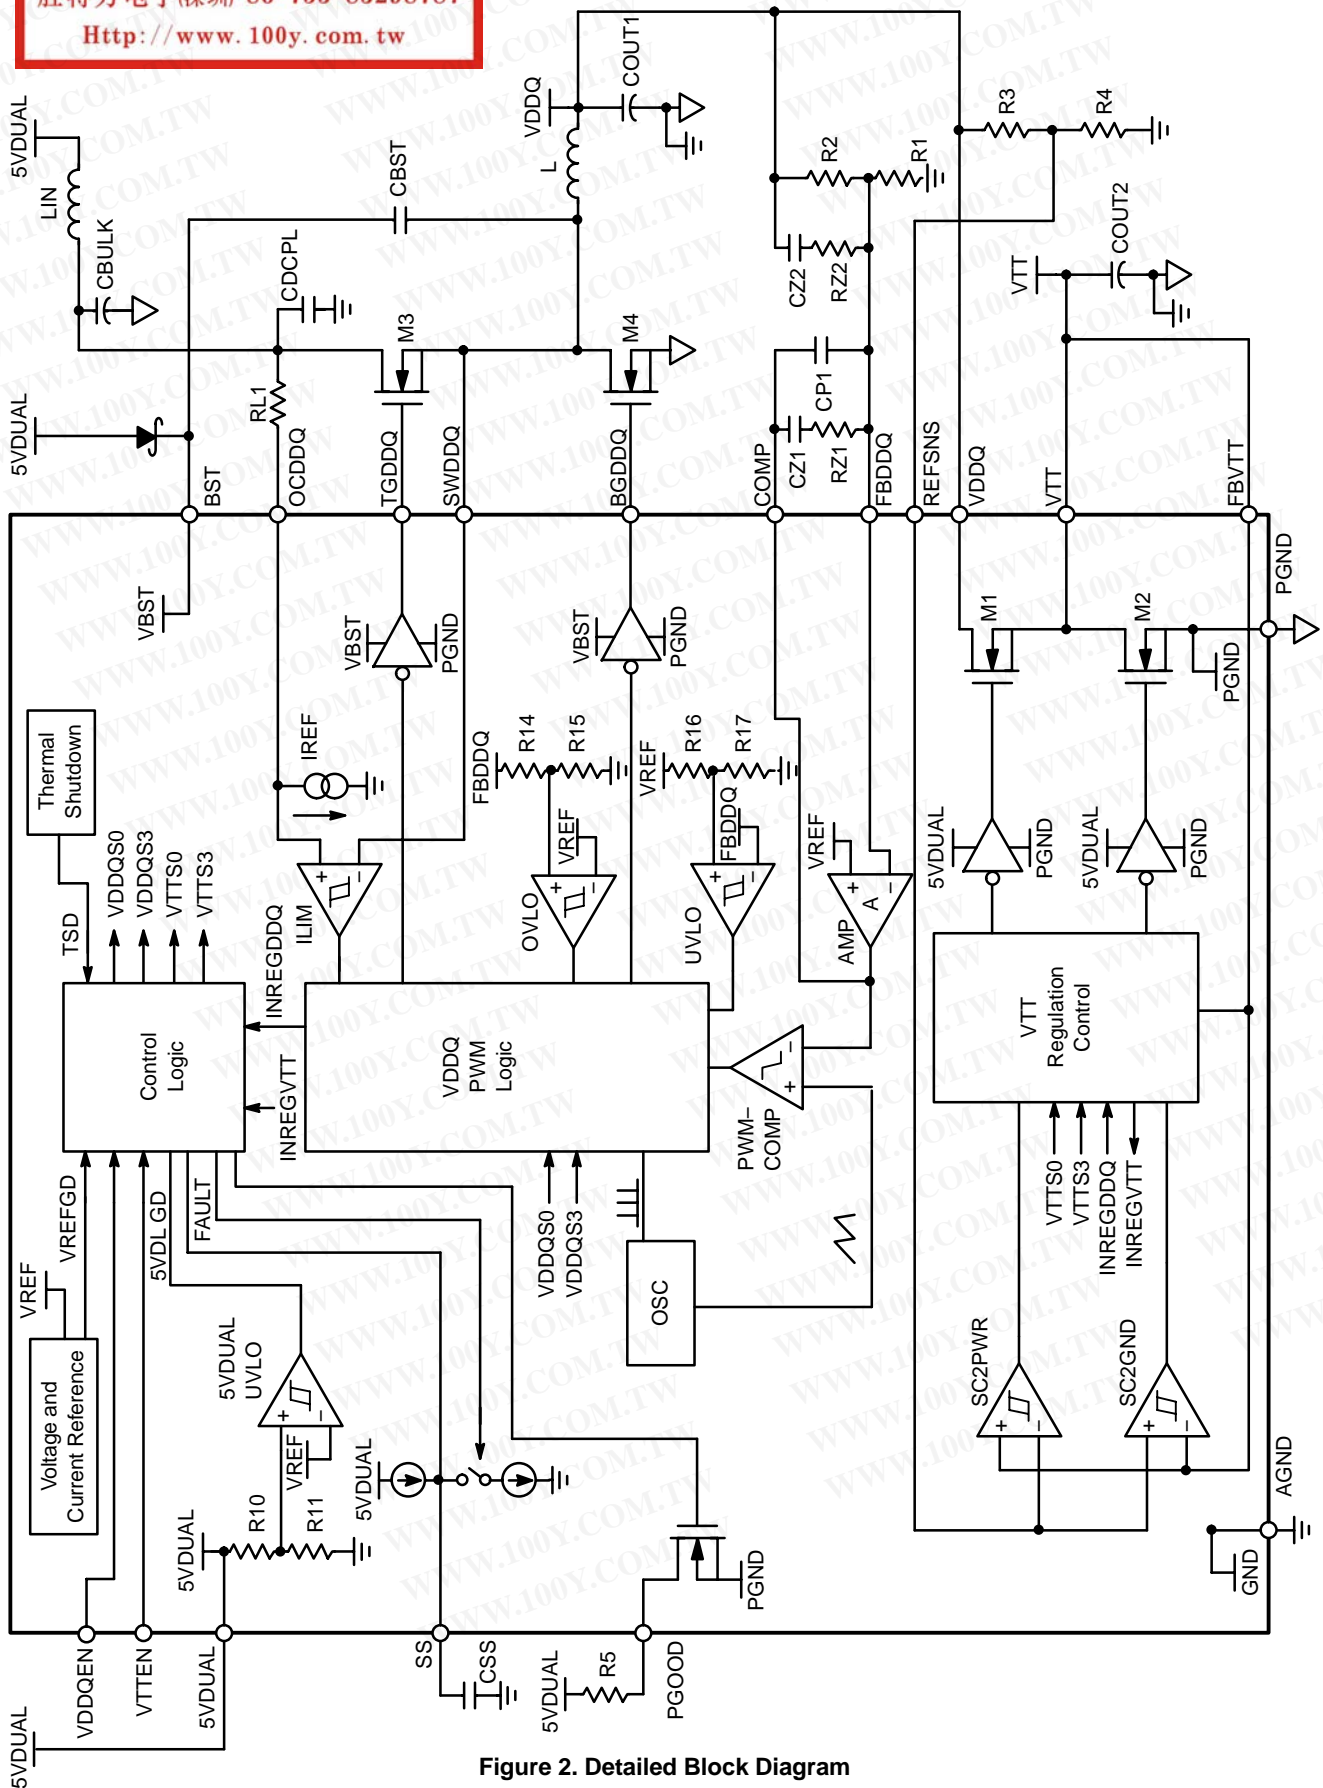 Http://www.100y.com.tw
5VDUAL
LIN
CBULK
5VDUAL
CBST
CDCPL
RL1
M3
M4
VDDQ
COUT1
L
R2
R1
CZ2
RZ2
CP1
CZ1
RZ1
R3
R4
VTT
COUT2
BST
OCDDQ
TGDDQ
SWDDQ
BGDDQ
COMP
FBDDQ
REFSNS
VDDQ
VTT
FBVTT
PGND
VBST
VBST
PGND
VBST
PGND
Thermal
Shutdown
TSD
VDDQS0
VDDQS3
VTTS0
VTTS3
IREF
INREGDDQ
ILIM
+
−
FBDDQ
R14
R15
VREF
OVLO
+
−
VREF
R16
R17
FBDDQ
UVLO
+
−
VREF
AMP
A
+
−
M1
M2
PGND
5VDUAL
PGND
5VDUAL
PGND
Control
Logic
INREGVTT
VDDQ
PWM
Logic
PWM−
COMP
+
−
VTT
Regulation
Control
VTTS0
VTTS3
INREGDDQ
INREGVTT
VREF
VREFGD
5VDL GD
FAULT
Voltage and
Current Reference
5VDUAL
UVLO
+
−
VREF
VDDQS0
VDDQS3
OSC
SC2PWR
+
−
SC2GND
+
−
5VDUAL
R10
R11
5VDUAL
PGND
AGND
GND
VDDQEN
VTTEN
5VDUAL
5VDUAL
SS
CSS
5VDUAL
R5
PGOOD
Figure 2. Detailed Block Diagram
WWW.100Y.COM.TW